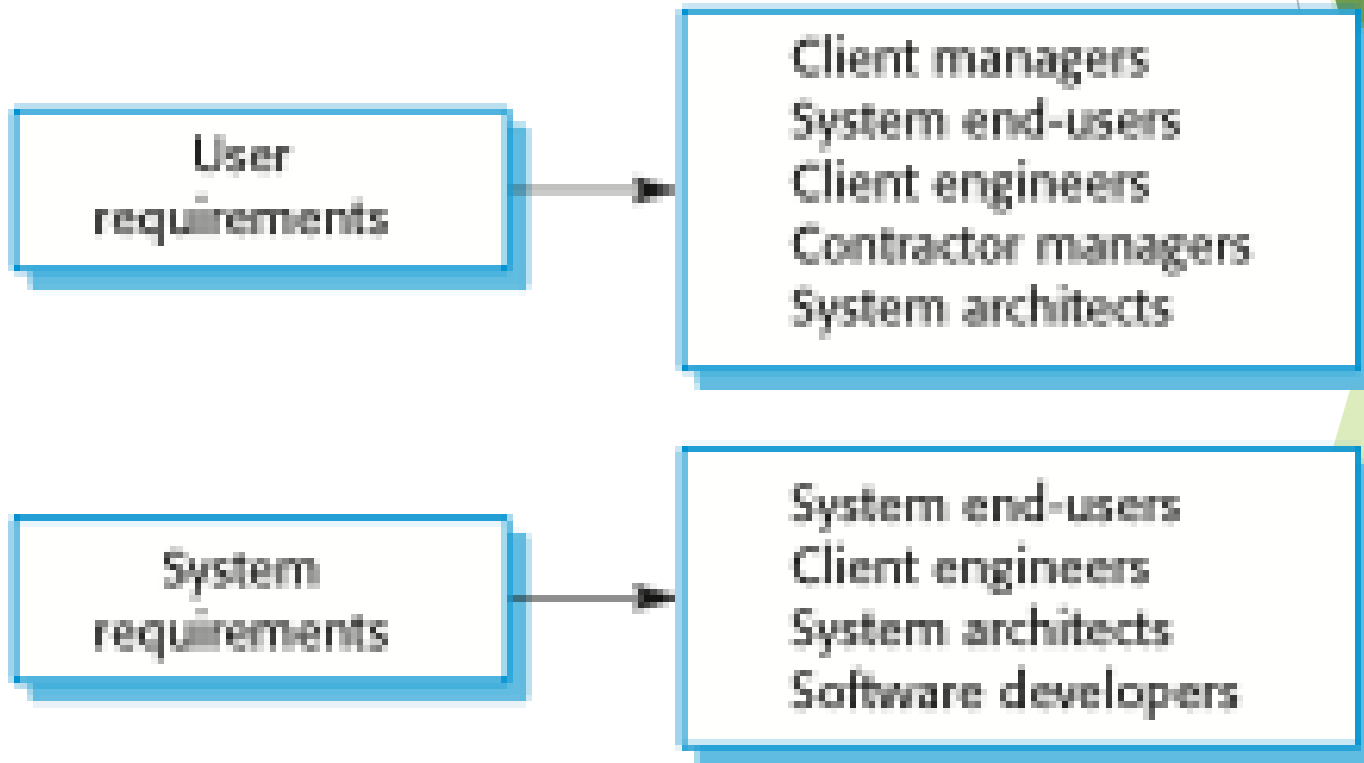 User
requirements
Client managers
System end-users
Client engineers
Contractor managers
System architects
System
requirements
System end-users
Client engineers
System architects
Software developers